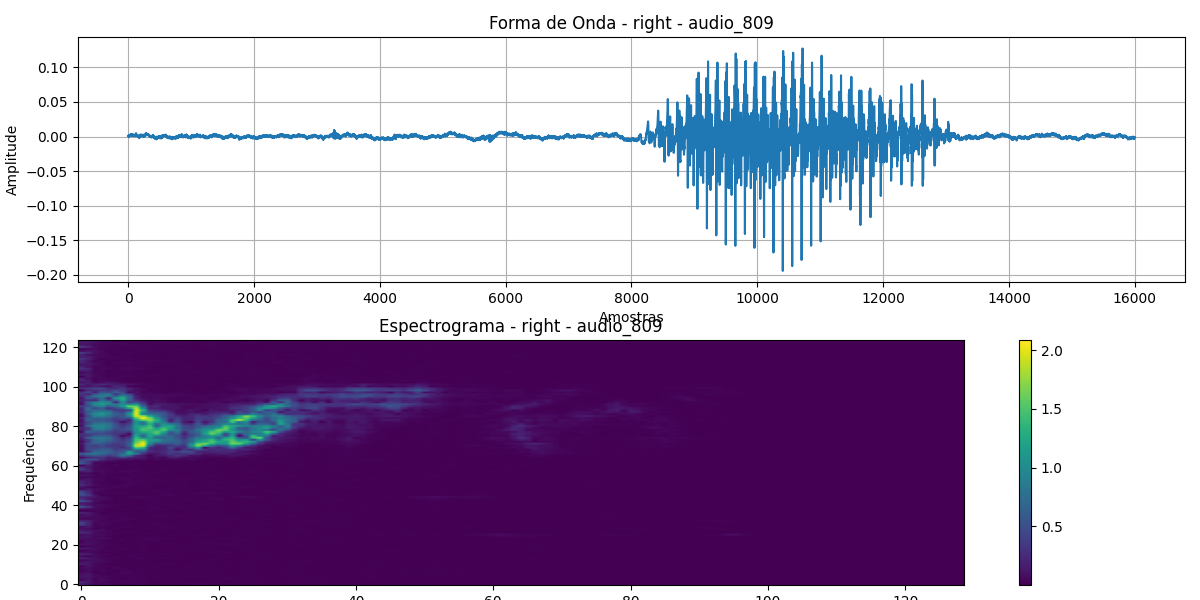 Forma de Onda - right - audio_809
Amplitude
0.10
0.05
0.00
−0.05
−0.10
−0.15
−0.20
0 2000 4000 6000 8000 10000 12000 14000 16000
Amostras
Espectrograma - right - audio_809
Frequência
120
100
80
60
40
20
0
0 20 40 60 80 100 120
2.0
1.5
1.0
0.5